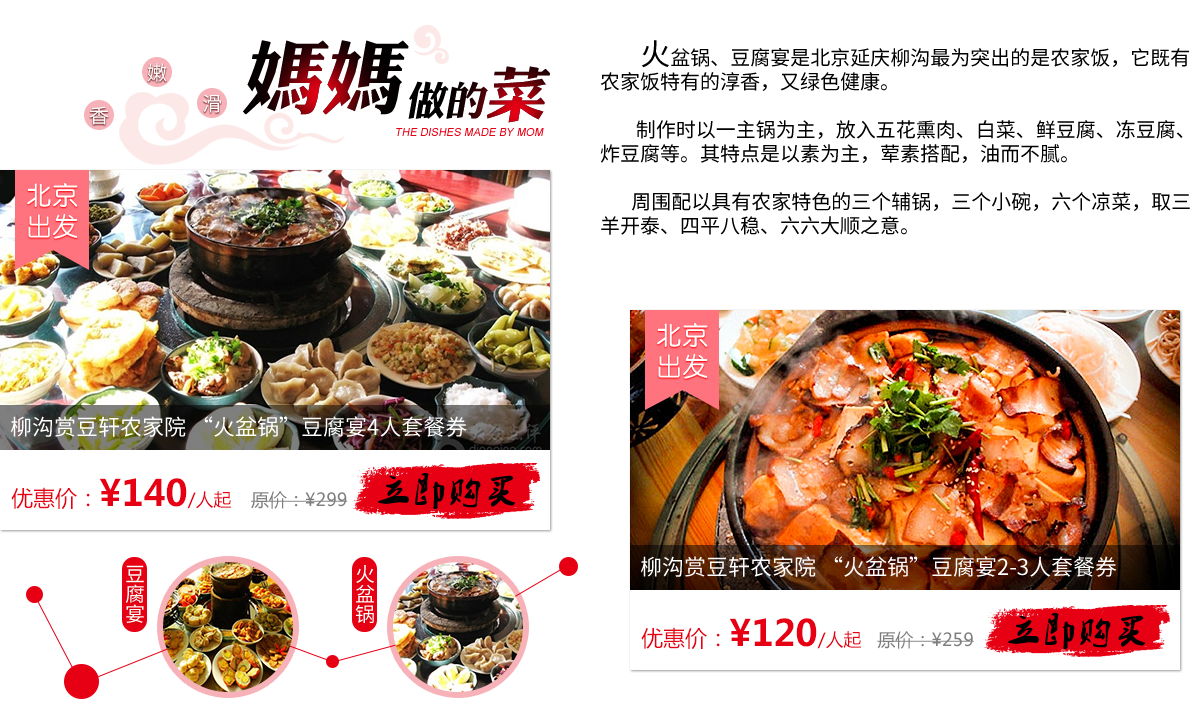 嫩
滑
香
媽媽做的菜
THE DISHES MADE BY MOM
北京
出发
柳沟赏豆轩农家院 “火盆锅”豆腐宴4人套餐券
优惠价：¥140/人起 原价：¥299 立即购买
豆腐宴
火盆锅
火盆锅、豆腐宴是北京延庆柳沟最为突出的是农家饭，它既有
农家饭特有的淳香，又绿色健康。
制作时以一主锅为主，放入五花熏肉、白菜、鲜豆腐、冻豆腐、
炸豆腐等。其特点是以素为主，荤素搭配，油而不腻。
周围配以具有农家特色的三个辅锅，三个小碗，六个凉菜，取三
羊开泰、四平八稳、六六大顺之意。
北京
出发
柳沟赏豆轩农家院 “火盆锅”豆腐宴2-3人套餐券
优惠价：¥120/人起 原价：¥259 立即购买